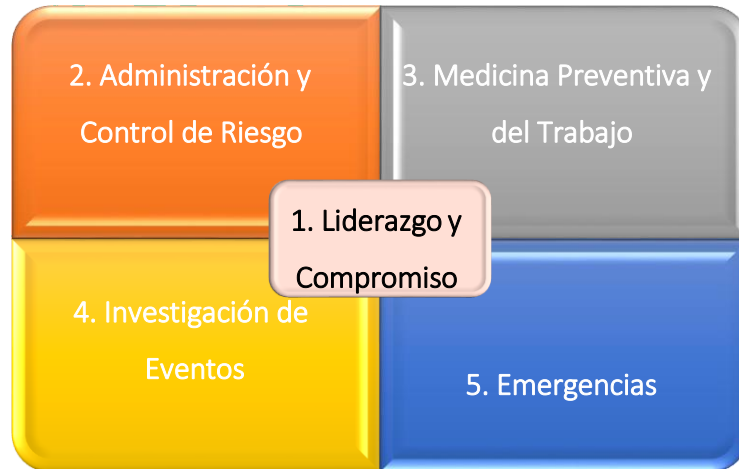 2. Administración y
Control de Riesgo
3. Medicina Preventiva y
del Trabajo
1. Liderazgo y
Compromiso
4. Investigación de
Eventos
5. Emergencias